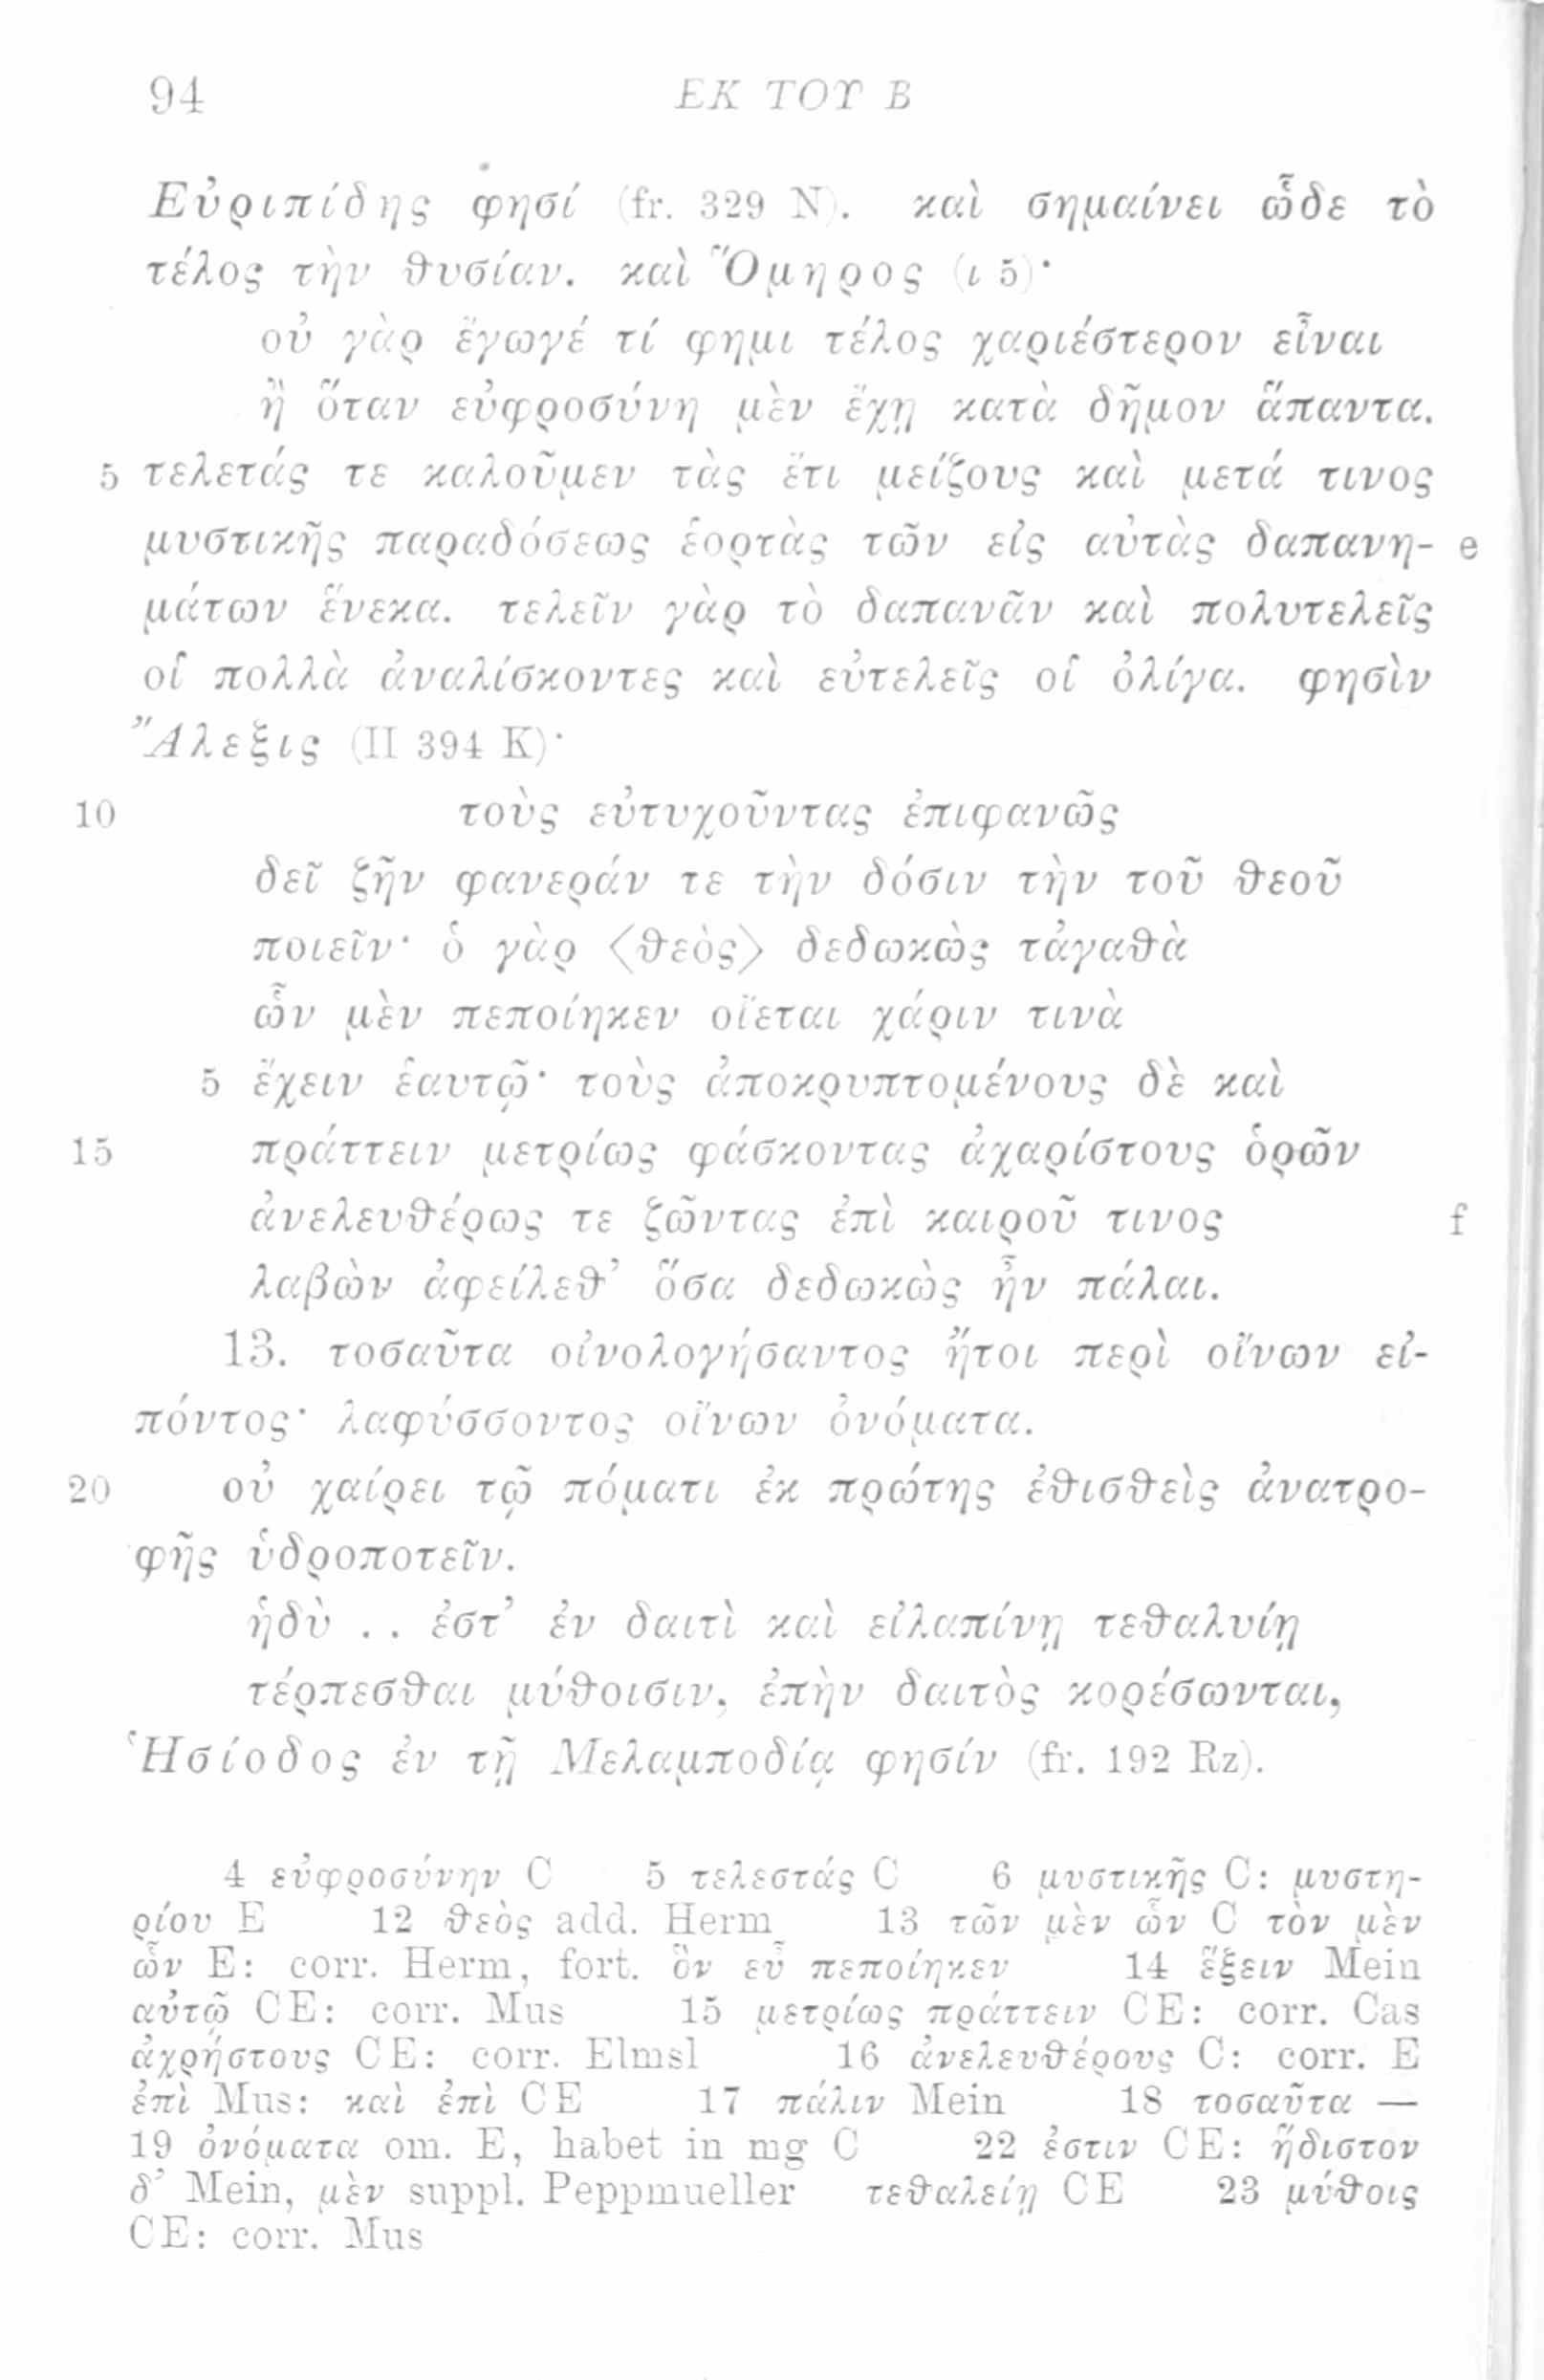 94 ΕΚ ΤΟΥ Β
Εὐριπίδης φησί (fr. 329 N). καὶ σημαίνει ὧδε τὸ
τέλος τὴν θυσίαν. καὶ Ὅμηρος (ι 5)·
οὐ γὰρ ἔγωγέ τί φημι τέλος χαριέστερον εἶναι
ἢ ὅταν εὐφροσύνη μὲν ἔχῃ κατὰ δῆμον ἅπαντα.
5 τελετάς τε καλοῦμεν τὰς ἔτι μείζους καὶ μετά τινος
μυστικῆς παραδόσεως ἑορτὰς τῶν εἰς αὐτὰς δαπανη- e
μάτων ἕνεκα. τελεῖν γὰρ τὸ δαπανᾶν καὶ πολυτελεῖς
οἱ πολλὰ ἀναλίσκοντες καὶ εὐτελεῖς οἱ ὀλίγα. φησὶν
Ἄλεξις (II 394 K)·
10 τοὺς εὐτυχοῦντας ἐπιφανῶς
δεῖ ζῆν φανεράν τε τὴν δόσιν τὴν τοῦ θεοῦ
ποιεῖν· ὁ γὰρ <θεὸς> δεδωκὼς τἀγαθὰ
ὧν μὲν πεποίηκεν οἴεται χάριν τινὰ
5 ἔχειν ἑαυτῷ· τοὺς ἀποκρυπτομένους δὲ καὶ
15 πράττειν μετρίως φάσκοντας ἀχαρίστους ὁρῶν
ἀνελευθέρως τε ζῶντας ἐπὶ καιροῦ τινος f
λαβὼν ἀφείλεθ’ ὅσα δεδωκὼς ἦν πάλαι.
13. τοσαῦτα οἰνολογήσαντος ἤτοι περὶ οἴνων εἰ-
πόντος· λαφύσσοντος οἴνων ὀνόματα.
20 οὐ χαίρει τῷ πόματι ἐκ πρώτης ἐθισθεὶς ἀνατρο-
φῆς ὑδροποτεῖν.
ἡδὺ . . ἐστ’ ἐν δαιτὶ καὶ εἰλαπίνῃ τεθαλυίῃ
τέρπεσθαι μύθοισιν, ἐπὴν δαιτὸς κορέσωνται,
Ἡσίοδος ἐν τῇ Μελαμποδίᾳ φησίν (fr. 192 Rz).
4 εὐφροσύνην C 5 τελεστάς C 6 μυστικῆς C: μυστη-
ρίου E 12 θεὸς add. Herm 13 τῶν μὲν ὧν C τὸν μὲν
ὧν E: corr. Herm, fort. ὃν εὖ πεποίηκεν 14 ἕξειν Mein
αὑτῷ CE: corr. Mus 15 μετρίως πράττειν CE: corr. Cas
ἀχρήστους CE: corr. Elmsl 16 ἀνελευθέρους C: corr. E
ἐπὶ Mus: καὶ ἐπὶ CE 17 πάλιν Mein 18 τοσαῦτα —
19 ὀνόματα om. E, habet in mg C 22 ἐστιν CE: ἥδιστον
δ’ Mein, μὲν suppl. Peppmueller τεθαλείῃ CE 23 μύθοις
CE: corr. Mus